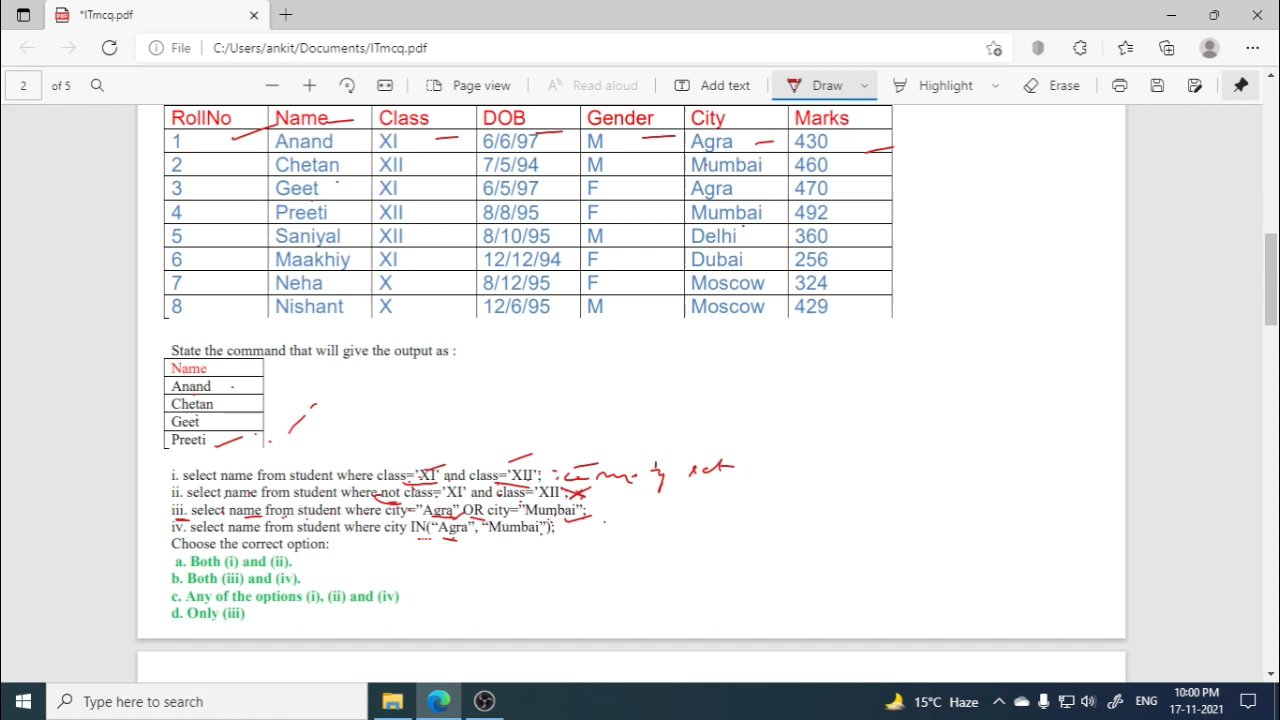 *ITmcq.pdf
File C:/Users/ankit/Documents/ITmcq.pdf
2 of 5 Page view Read aloud Add text Draw Highlight Erase
RollNo Name Class DOB Gender City Marks
1 Anand XI 6/6/97 M Agra 430
2 Chetan XII 7/5/94 M Mumbai 460
3 Geet XI 6/5/97 F Agra 470
4 Preeti XII 8/8/95 F Mumbai 492
5 Saniyal XII 8/10/95 M Delhi 360
6 Maakhiy XI 12/12/94 F Dubai 256
7 Neha X 8/12/95 F Moscow 324
8 Nishant X 12/6/95 M Moscow 429
State the command that will give the output as :
Name
Anand
Chetan
Geet
Preeti
i. select name from student where class='XI' and class='XII'; set
ii. select name from student where not class='XI' and class='XII';
iii. select name from student where city="Agra" OR city="Mumbai";
iv. select name from student where city IN("Agra", "Mumbai");
Choose the correct option:
a. Both (i) and (ii).
b. Both (iii) and (iv).
c. Any of the options (i), (ii) and (iv)
d. Only (iii)
Type here to search 15°C Haze ENG 10:00 PM
17-11-2021